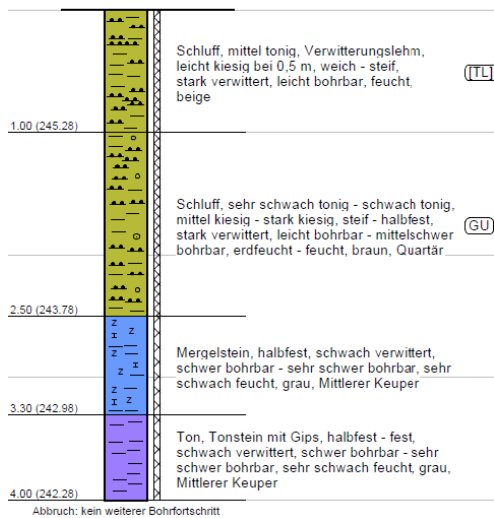 Schluff, mittel tonig, Verwitterungslehm,
leicht kiesig bei 0,5 m, weich - steif,
stark verwittert, leicht bohrbar, feucht,
beige
[TL]
1.00 (245.28)
Schluff, sehr schwach tonig - schwach tonig,
mittel kiesig - stark kiesig, steif - halbfest,
stark verwittert, leicht bohrbar - mittelschwer
bohrbar, erdfeucht - feucht, braun, Quartär
GU
2.50 (243.78)
Mergelstein, halbfest, schwach verwittert,
schwer bohrbar - sehr schwer bohrbar, sehr
schwach feucht, grau, Mittlerer Keuper
3.30 (242.98)
Ton, Tonstein mit Gips, halbfest - fest,
schwach verwittert, schwer bohrbar - sehr
schwer bohrbar, sehr schwach feucht, grau,
Mittlerer Keuper
4.00 (242.28)
Abbruch: kein weiterer Bohrfortschritt